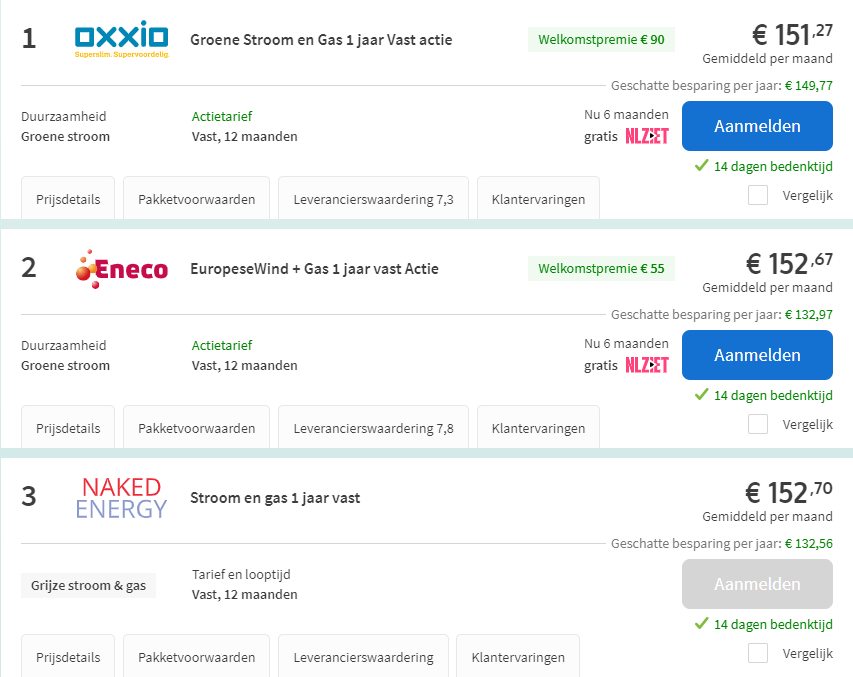 1
oxxio
Superslim. Supervoordelig.
Groene Stroom en Gas 1 jaar Vast actie
Welkomstpremie € 90
€ 151,27
Gemiddeld per maand
Geschatte besparing per jaar: € 149,77
Duurzaamheid
Groene stroom
Actietarief
Vast, 12 maanden
Nu 6 maanden
gratis NLZIET
Aanmelden
14 dagen bedenktijd
Prijsdetails
Pakketvoorwaarden
Leverancierswaardering 7,3
Klantervaringen
Vergelijk
2
Eneco
EuropeseWind + Gas 1 jaar vast Actie
Welkomstpremie € 55
€ 152,67
Gemiddeld per maand
Geschatte besparing per jaar: € 132,97
Duurzaamheid
Groene stroom
Actietarief
Vast, 12 maanden
Nu 6 maanden
gratis NLZIET
Aanmelden
14 dagen bedenktijd
Prijsdetails
Pakketvoorwaarden
Leverancierswaardering 7,8
Klantervaringen
Vergelijk
3
NAKED
ENERGY
Stroom en gas 1 jaar vast
€ 152,70
Gemiddeld per maand
Geschatte besparing per jaar: € 132,56
Grijze stroom & gas
Tarief en looptijd
Vast, 12 maanden
Aanmelden
14 dagen bedenktijd
Prijsdetails
Pakketvoorwaarden
Leverancierswaardering
Klantervaringen
Vergelijk